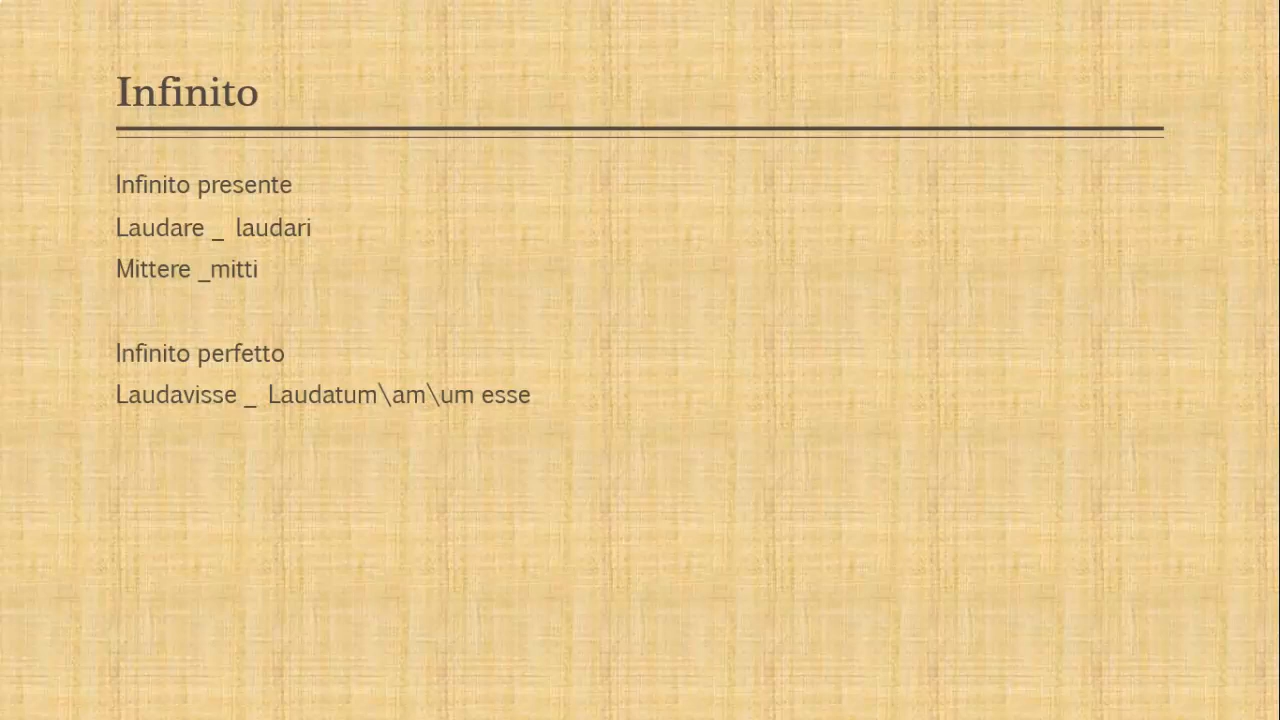 Infinito
Infinito presente
Laudare _ laudari
Mittere _mitti
Infinito perfetto
Laudavisse _ Laudatum\am\um esse